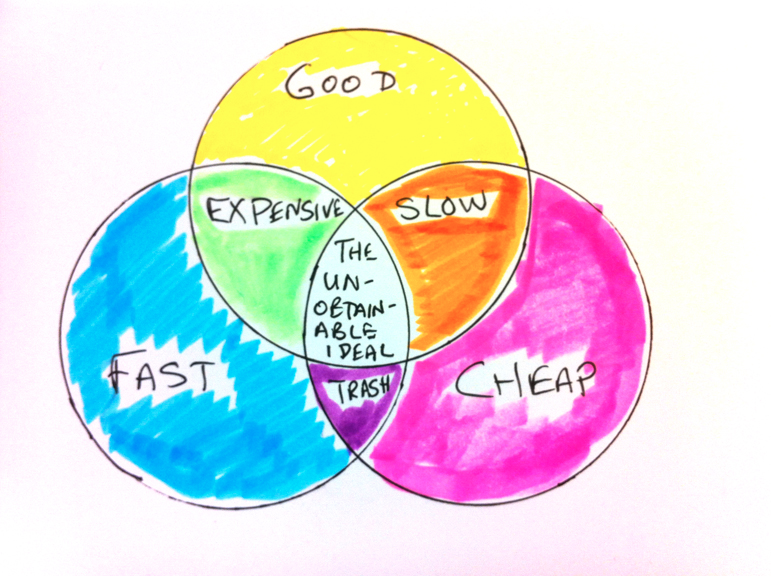 GOOD
EXPENSIVE
SLOW
THE
UN-
OBTAIN-
ABLE
IDEAL
FAST
TRASH
CHEAP